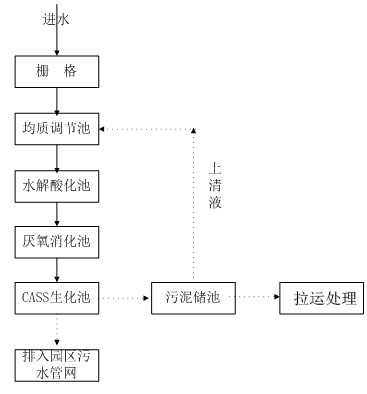 进水
栅 格
均质调节池
上
清
液
水解酸化池
厌氧消化池
CASS生化池
污泥储池
拉运处理
排入园区污
水管网